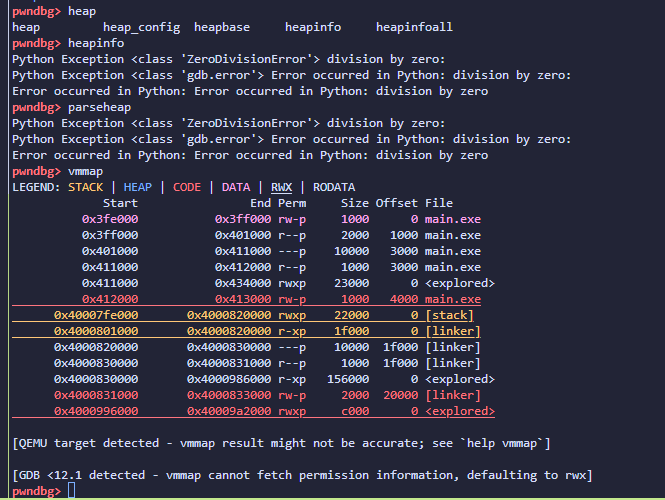 pwndbg> heap
heap        heap_config  heapbase     heapinfo     heapinfoall
pwndbg> heapinfo
Python Exception <class 'ZeroDivisionError'> division by zero:
Python Exception <class 'gdb.error'> Error occurred in Python: division by zero:
Error occurred in Python: Error occurred in Python: division by zero
pwndbg> parseheap
Python Exception <class 'ZeroDivisionError'> division by zero:
Python Exception <class 'gdb.error'> Error occurred in Python: division by zero:
Error occurred in Python: Error occurred in Python: division by zero
pwndbg> vmmap
LEGEND: STACK | HEAP | CODE | DATA | RWX | RODATA
Start                End Perm     Size Offset File
0x3fe000           0x3ff000 rw-p     1000      0 main.exe
0x3ff000           0x401000 r--p     2000   1000 main.exe
0x401000           0x411000 ---p    10000   3000 main.exe
0x411000           0x412000 r--p     1000   3000 main.exe
0x411000           0x434000 rwxp    23000      0 <explored>
0x412000           0x413000 rw-p     1000   4000 main.exe
0x40007fe000       0x4000820000 rwxp    22000      0 [stack]
0x4000801000       0x4000820000 r-xp    1f000      0 [linker]
0x4000820000       0x4000830000 ---p    10000  1f000 [linker]
0x4000830000       0x4000831000 r--p     1000  1f000 [linker]
0x4000830000       0x4000986000 r-xp   156000      0 <explored>
0x4000831000       0x4000833000 rw-p     2000  20000 [linker]
0x4000996000       0x40009a2000 rwxp     c000      0 <explored>
[QEMU target detected - vmmap result might not be accurate; see `help vmmap`]
[GDB <12.1 detected - vmmap cannot fetch permission information, defaulting to rwx]
pwndbg>